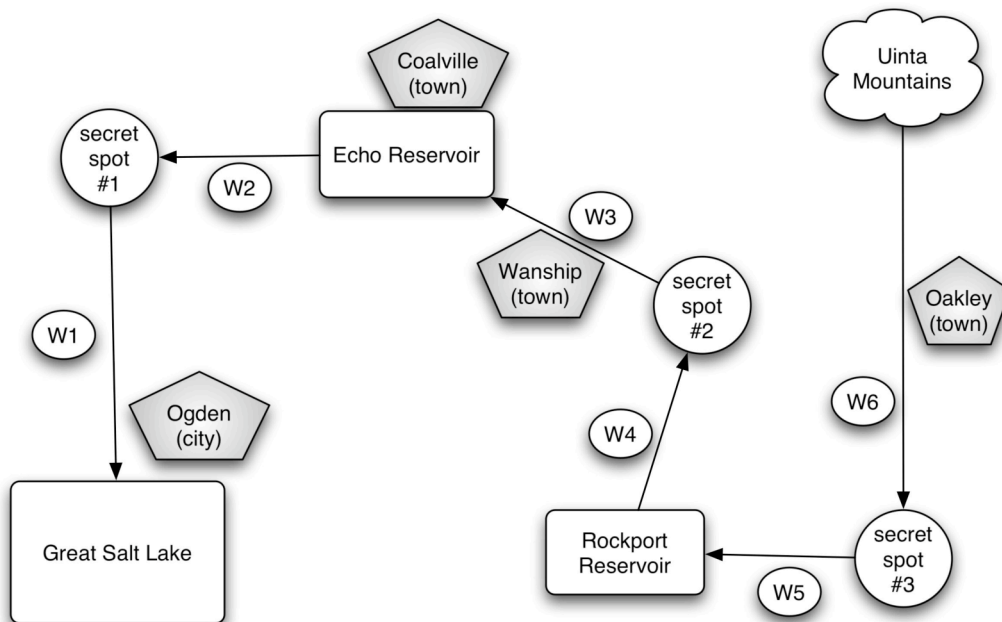 Coalville
(town)
Uinta
Mountains
secret
spot
#1
Echo Reservoir
W2
W3
Wanship
(town)
secret
spot
#2
Oakley
(town)
W1
Ogden
(city)
W4
W6
Great Salt Lake
Rockport
Reservoir
W5
secret
spot
#3